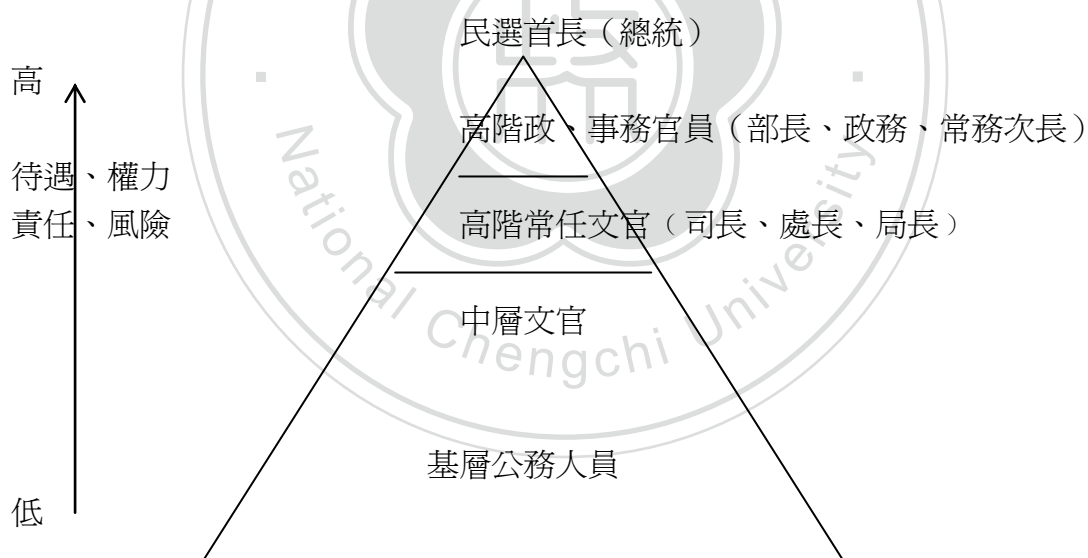 民選首長（總統）
高
高階政、事務官員（部長、政務、常務次長）
待遇、權力
責任、風險
高階常任文官（司長、處長、局長）
中層文官
基層公務人員
低
National Chengchi University